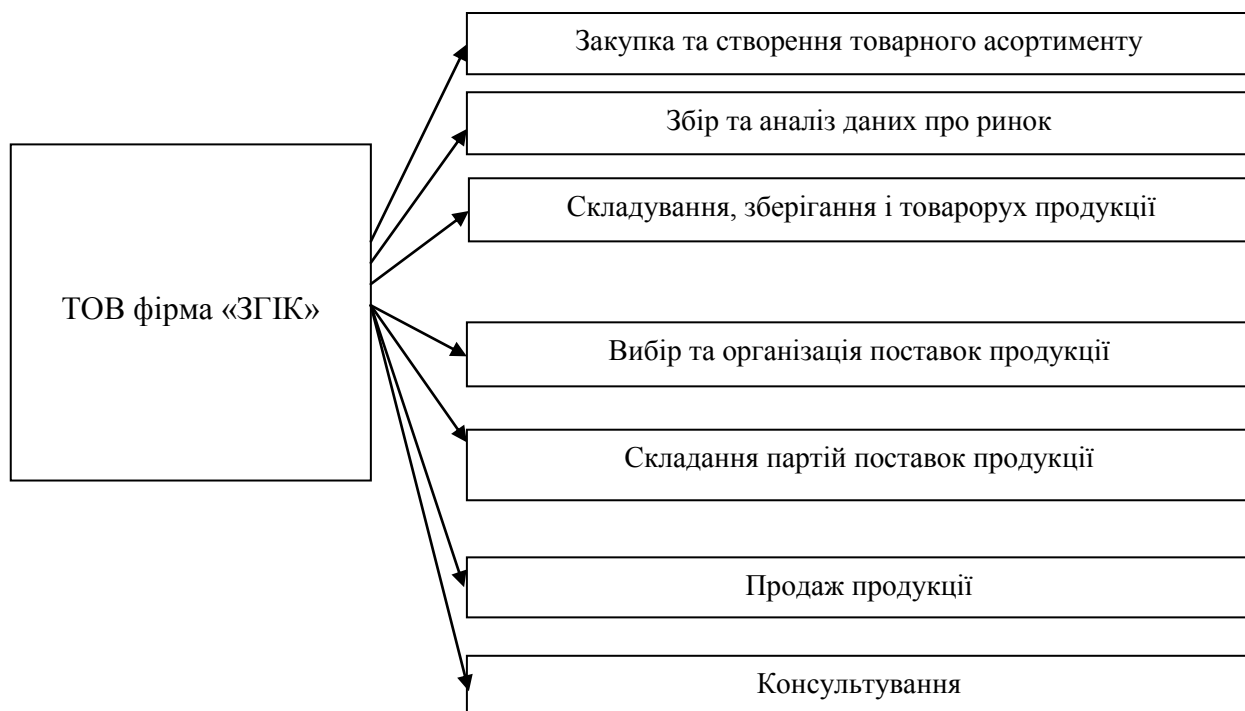 Закупка та створення товарного асортименту
Збір та аналіз даних про ринок
Складування, зберігання і товарорух продукції
ТОВ фірма «ЗГІК»
Вибір та організація поставок продукції
Складання партій поставок продукції
Продаж продукції
Консультування